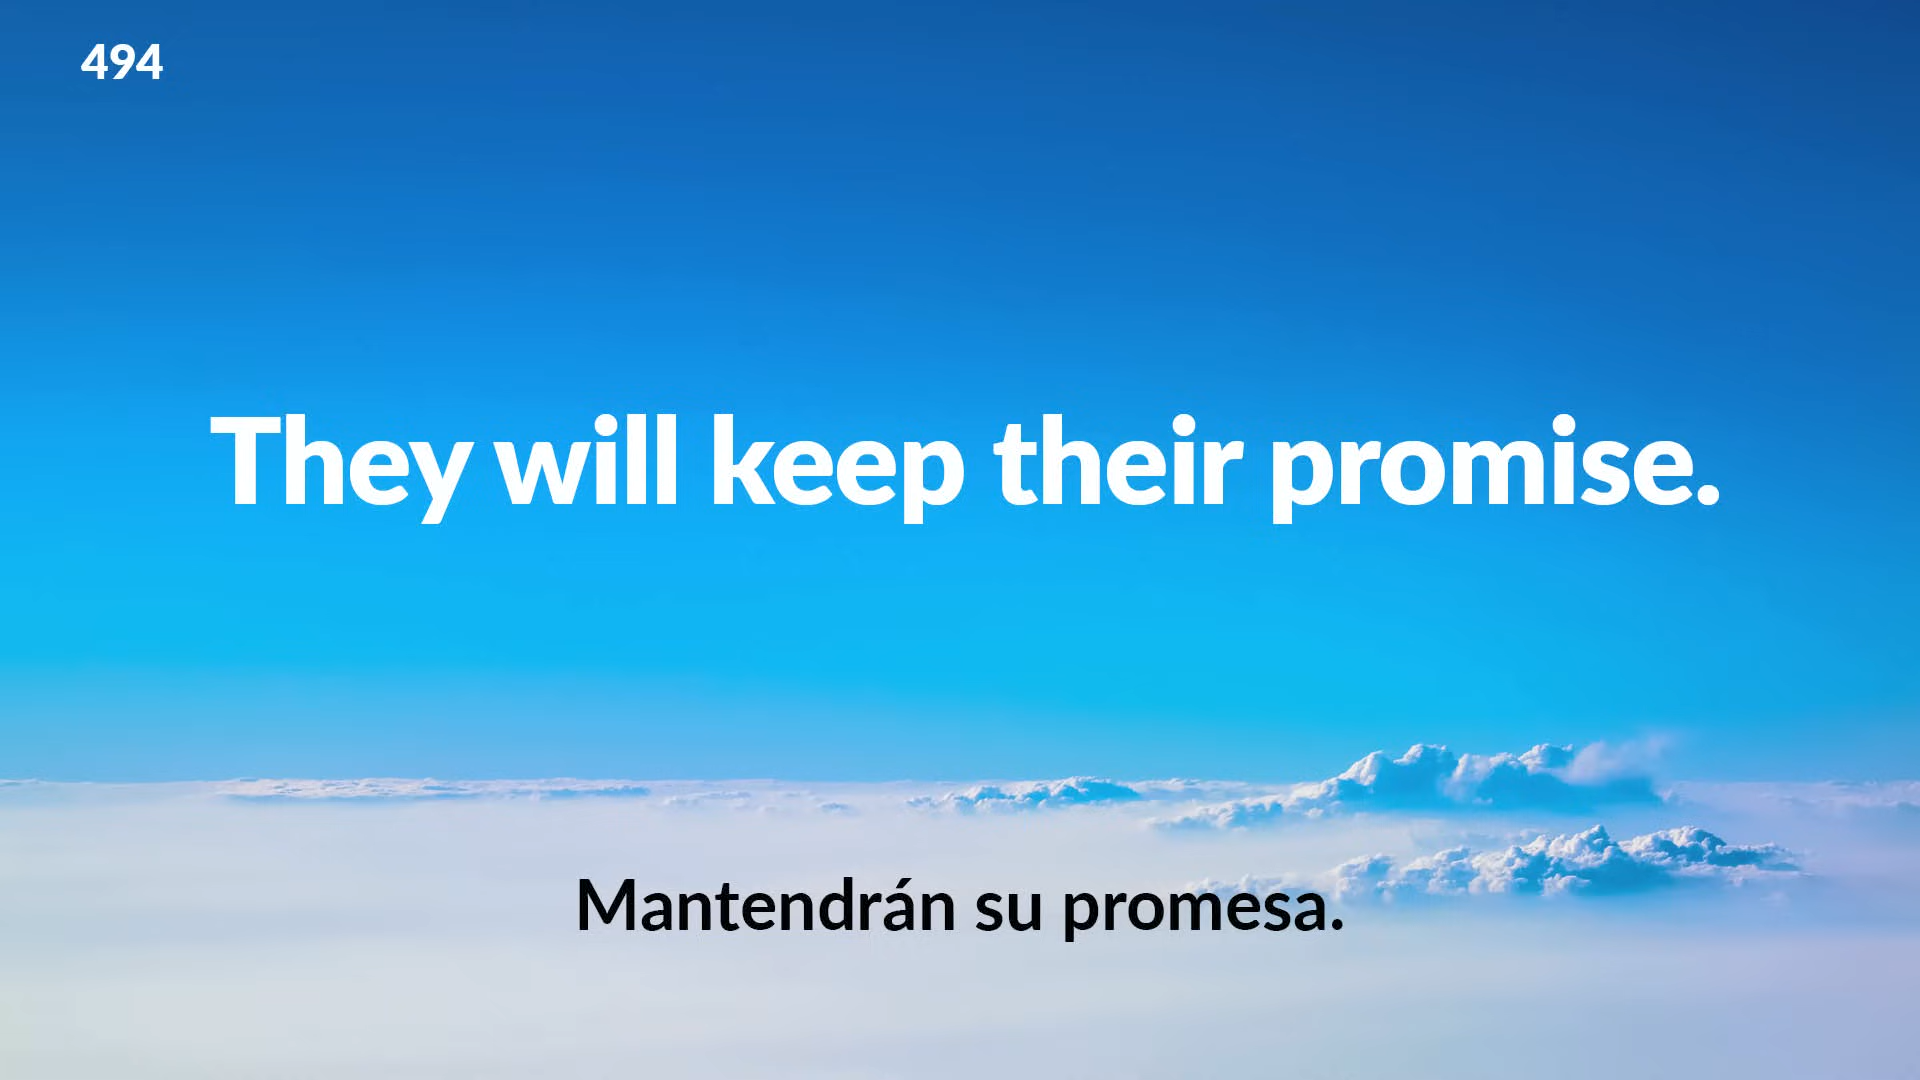 494
They will keep their promise.
Mantendrán su promesa.